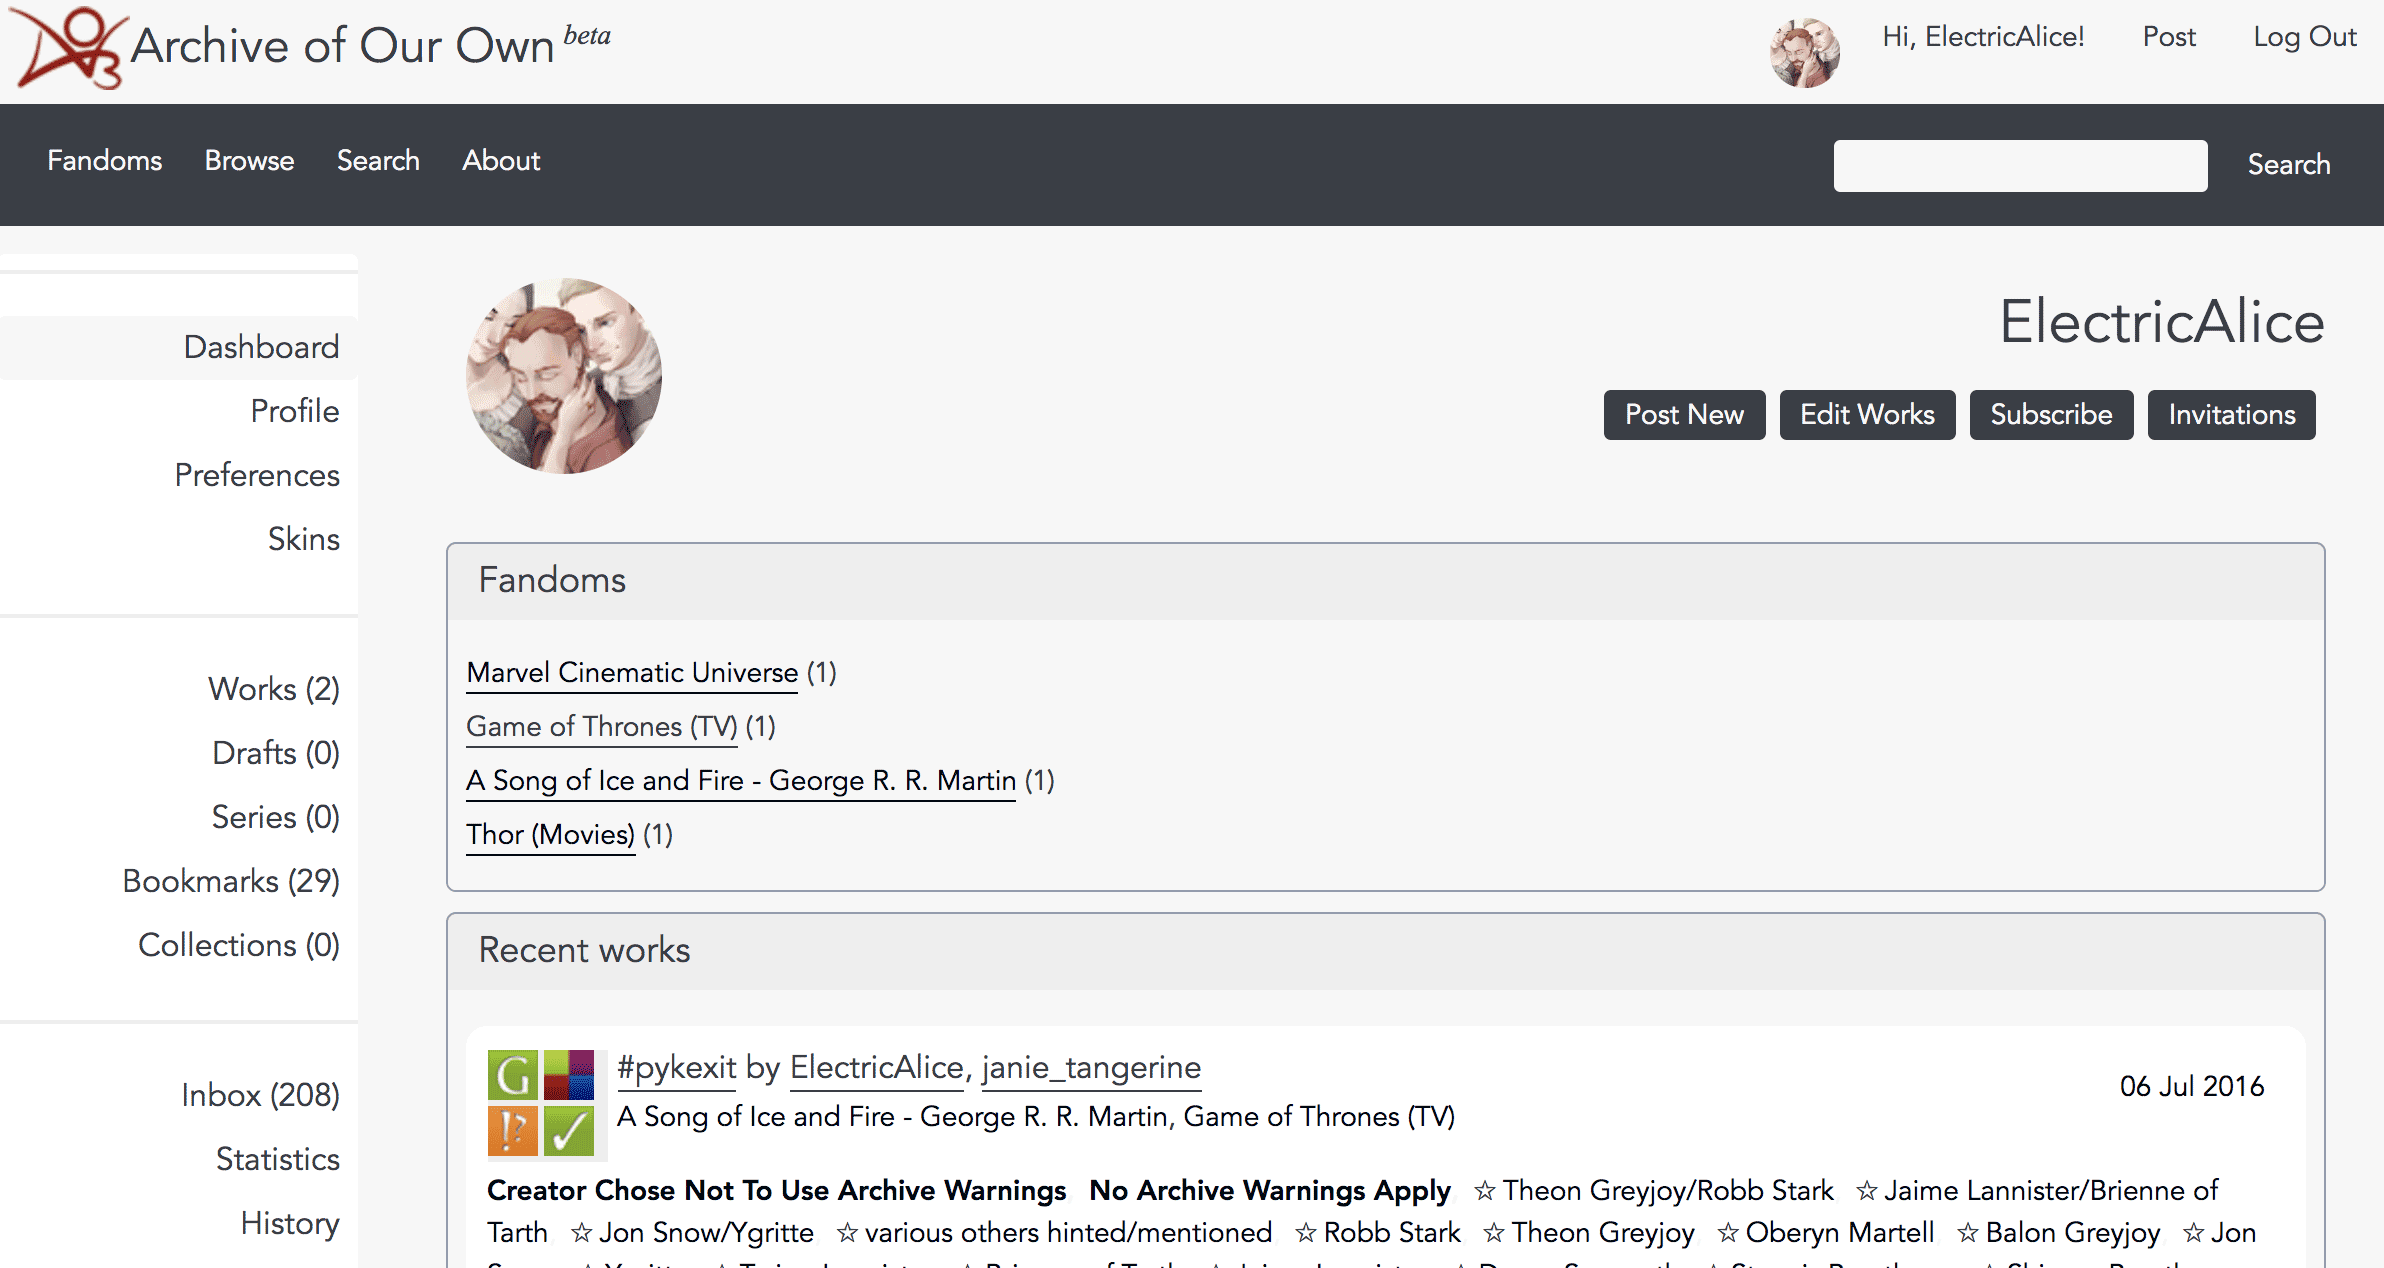 Archive of Our Own beta
Hi, ElectricAlice! Post Log Out
Fandoms Browse Search About
Search
Dashboard
Profile
Preferences
Skins
Works (2)
Drafts (0)
Series (0)
Bookmarks (29)
Collections (0)
Inbox (208)
Statistics
History
ElectricAlice
Post New Edit Works Subscribe Invitations
Fandoms
Marvel Cinematic Universe (1)
Game of Thrones (TV) (1)
A Song of Ice and Fire - George R. R. Martin (1)
Thor (Movies) (1)
Recent works
G
#pykexit by ElectricAlice, janie_tangerine
06 Jul 2016
!?
A Song of Ice and Fire - George R. R. Martin, Game of Thrones (TV)
Creator Chose Not To Use Archive Warnings No Archive Warnings Apply ☆ Theon Greyjoy/Robb Stark ☆ Jaime Lannister/Brienne of
Tarth ☆ Jon Snow/Ygritte ☆ various others hinted/mentioned ☆ Robb Stark ☆ Theon Greyjoy ☆ Oberyn Martell ☆ Balon Greyjoy ☆ Jon